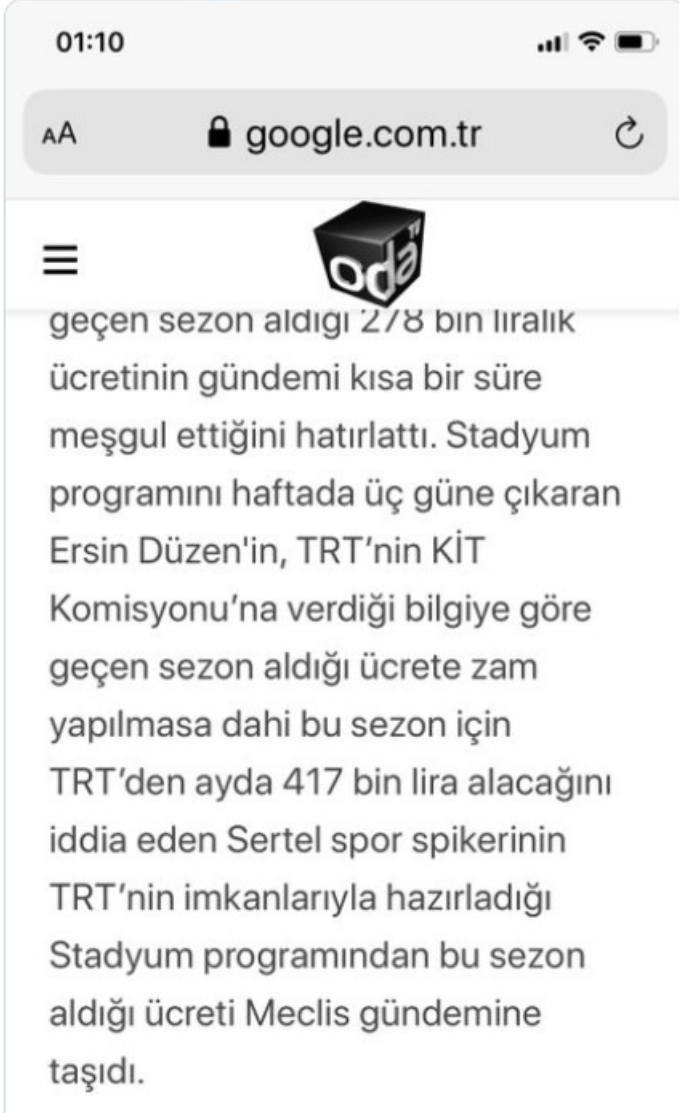 01:10
AA google.com.tr
oda tv
geçen sezon aldığı 278 bin liralık
ücretinin gündemi kısa bir süre
meşgul ettiğini hatırlattı. Stadyum
programını haftada üç güne çıkaran
Ersin Düzen'in, TRT’nin KİT
Komisyonu’na verdiği bilgiye göre
geçen sezon aldığı ücrete zam
yapılmasa dahi bu sezon için
TRT’den ayda 417 bin lira alacağını
iddia eden Sertel spor spikerinin
TRT’nin imkanlarıyla hazırladığı
Stadyum programından bu sezon
aldığı ücreti Meclis gündemine
taşıdı.